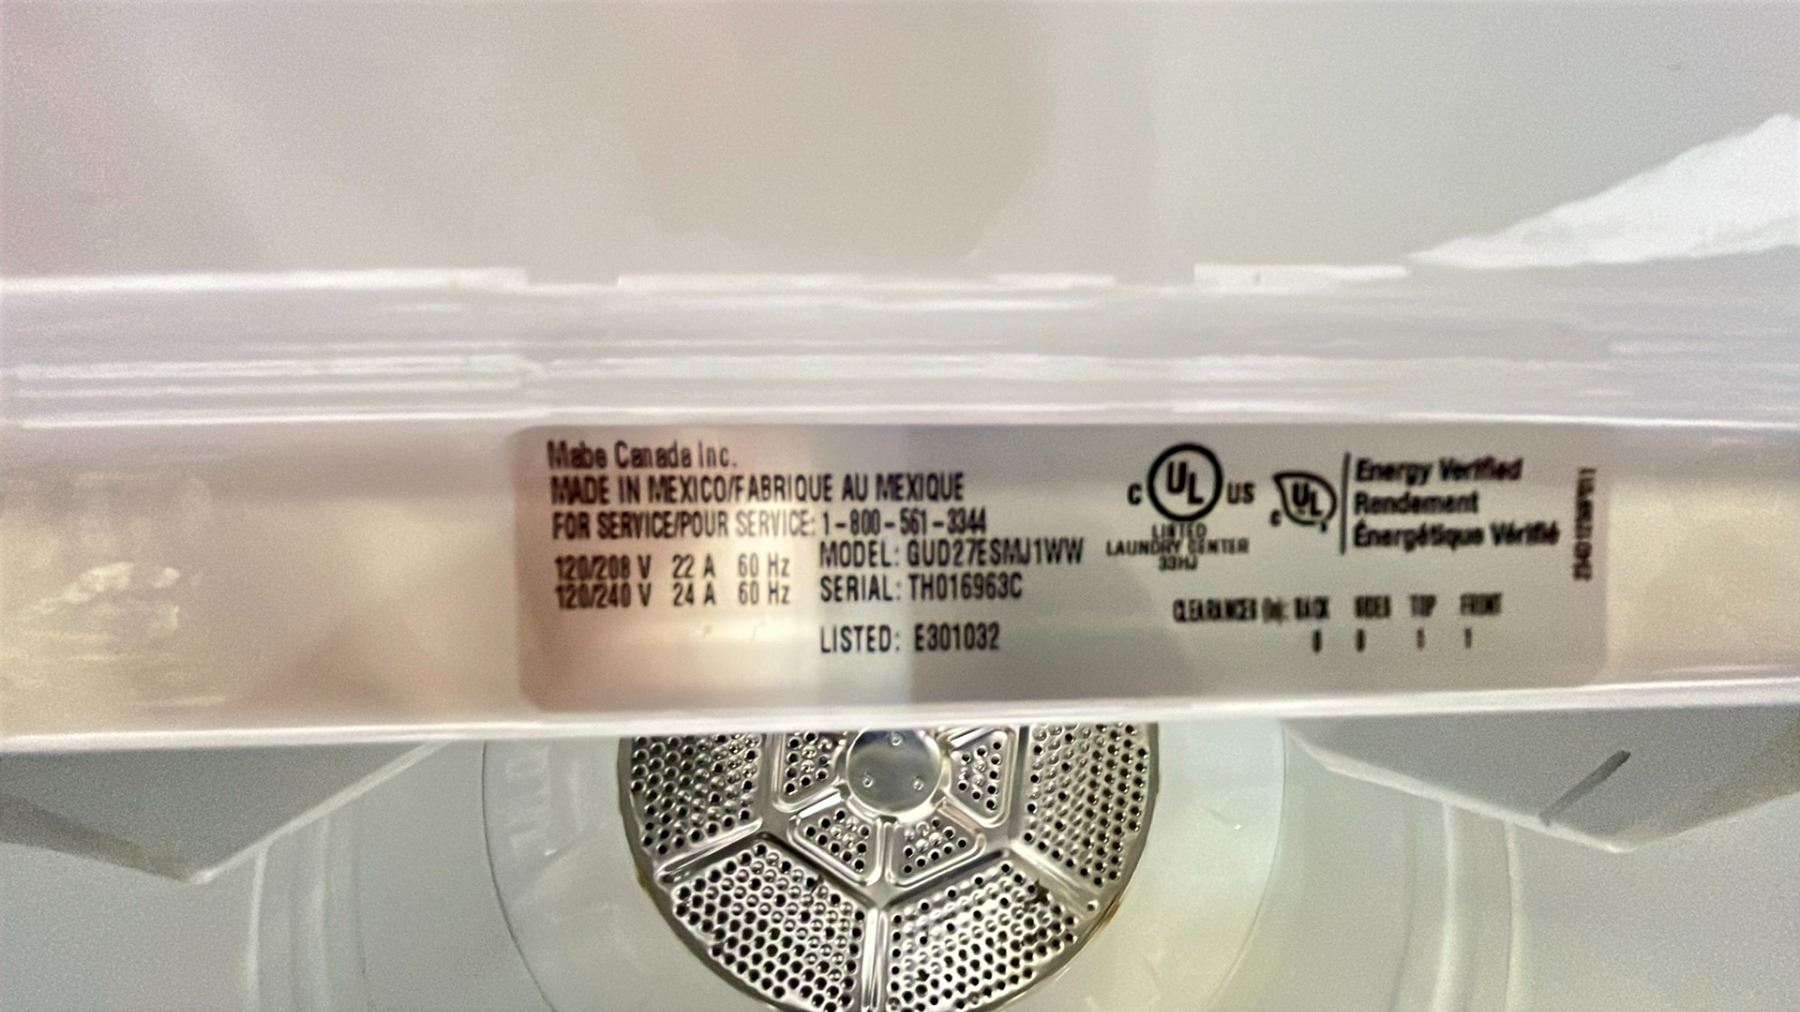 Mabe Canada Inc.
MADE IN MEXICO/FABRIQUE AU MEXIQUE
FOR SERVICE/POUR SERVICE: 1-800-561-3344
120/208 V 22 A 60 Hz
120/240 V 24 A 60 Hz
MODEL: GUD27ESMJ1WW
SERIAL: TH016963C
LISTED: E301032
C UL US
LISTED
LAUNDRY CENTER
33HJ
C UL
Energy Verified
Rendement
Énergétique Vérifié
CLEARANCES (in): BACK SIDES TOP FRONT
0 0 1 1